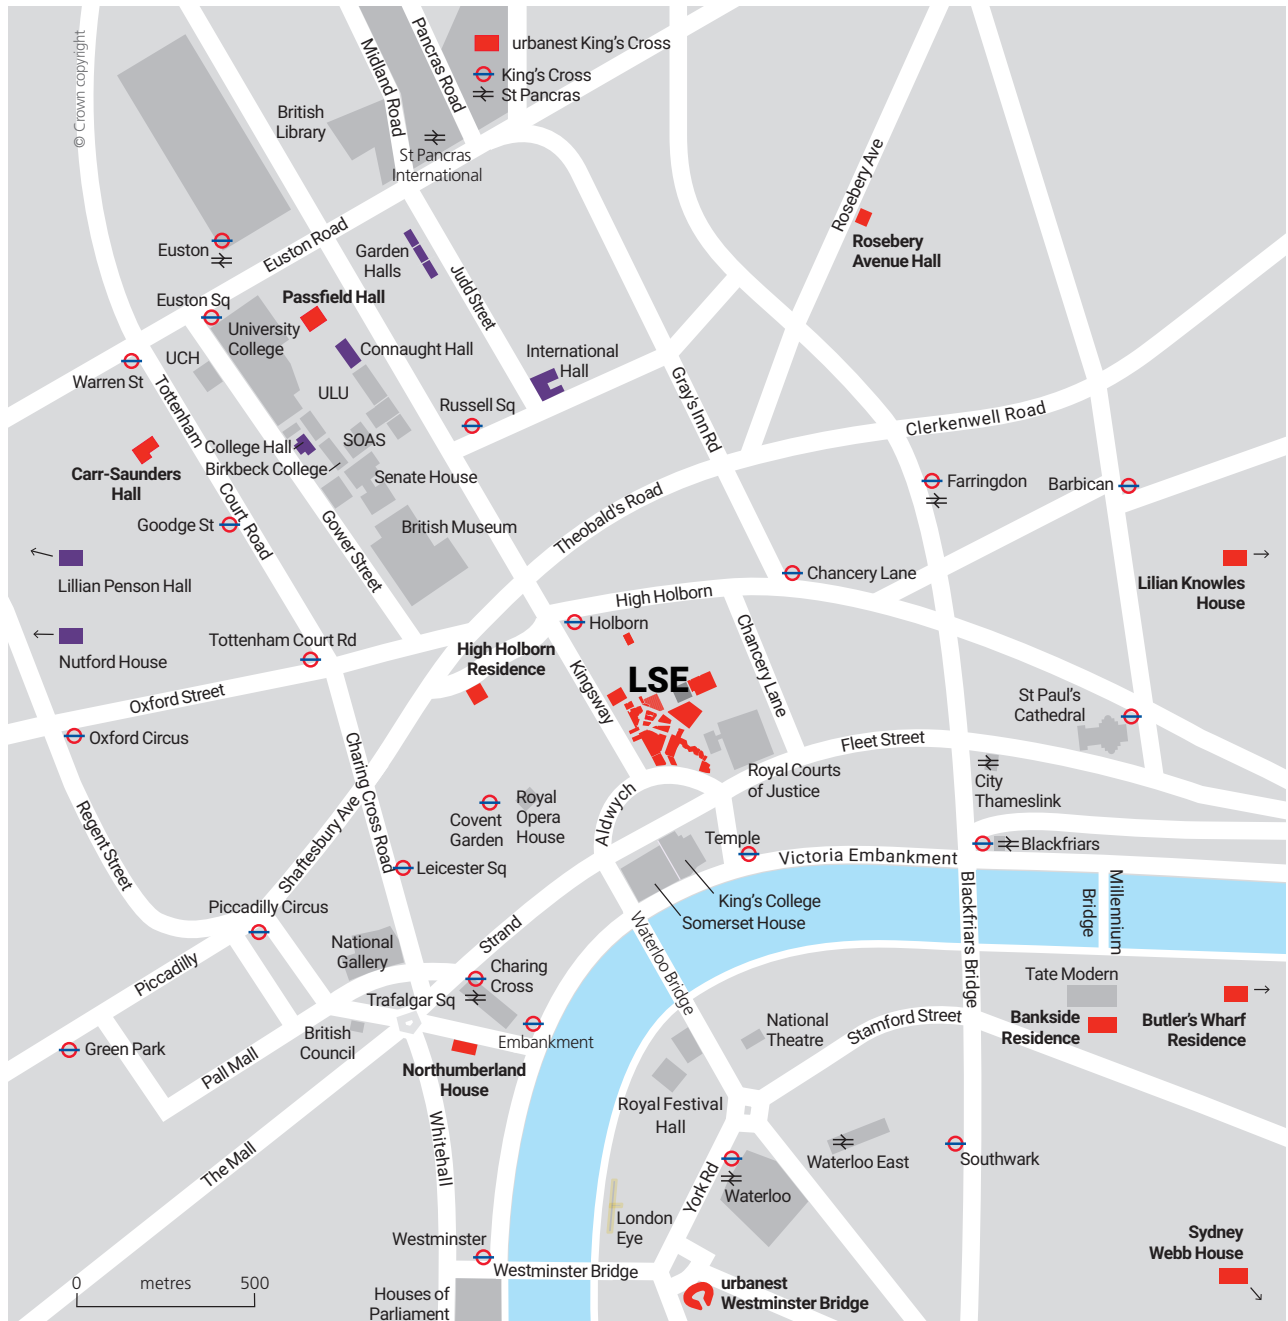 © Crown copyright
Midland Road
Pancras Road
urbanest King's Cross
King's Cross
St Pancras
British
Library
St Pancras
International
Rosebery Ave
Rosebery
Avenue Hall
Euston
Euston Road
Garden
Halls
Judd Street
Euston Sq
Passfield Hall
University
College
Connaught Hall
International
Hall
UCH
Warren St
Tottenham
Court Road
ULU
Russell Sq
Gray's Inn Rd
Clerkenwell Road
College Hall
Birkbeck College
SOAS
Senate House
Carr-Saunders
Hall
Goodge St
Gower Street
British Museum
Theobald's Road
Farringdon
Barbican
Lillian Penson Hall
Chancery Lane
Lilian Knowles
House
High Holborn
Holborn
Chancery Lane
Nutford House
Tottenham Court Rd
High Holborn
Residence
Kingsway
LSE
Oxford Street
Oxford Circus
St Paul's
Cathedral
Charing Cross Road
Fleet Street
Royal Courts
of Justice
City
Thameslink
Regent Street
Shaftesbury Ave
Covent
Garden
Royal
Opera
House
Aldwych
Temple
Victoria Embankment
Blackfriars
Leicester Sq
King's College
Somerset House
Blackfriars Bridge
Millennium
Bridge
Piccadilly Circus
Strand
Waterloo Bridge
National
Gallery
Piccadilly
Charing
Cross
Trafalgar Sq
Tate Modern
Bankside
Residence
Butler's Wharf
Residence
Green Park
Pall Mall
British
Council
Embankment
National
Theatre
Stamford Street
Northumberland
House
Royal Festival
Hall
Whitehall
The Mall
Waterloo East
Southwark
York Rd
Waterloo
London
Eye
Westminster
Westminster Bridge
Sydney
Webb House
0 metres 500
Houses of
Parliament
urbanest
Westminster Bridge